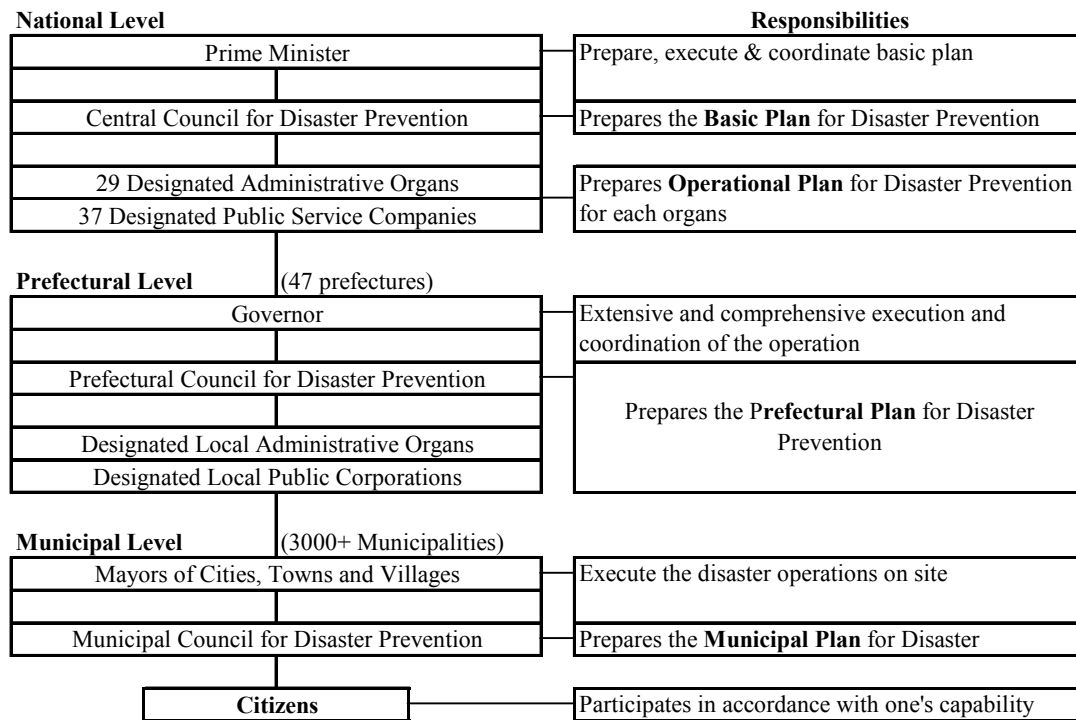 National Level
Responsibilities
Prime Minister
Prepare, execute & coordinate basic plan
Central Council for Disaster Prevention
Prepares the Basic Plan for Disaster Prevention
29 Designated Administrative Organs
37 Designated Public Service Companies
Prepares Operational Plan for Disaster Prevention
for each organs
Prefectural Level
(47 prefectures)
Governor
Extensive and comprehensive execution and
coordination of the operation
Prefectural Council for Disaster Prevention
Prepares the Prefectural Plan for Disaster
Prevention
Designated Local Administrative Organs
Designated Local Public Corporations
Municipal Level
(3000+ Municipalities)
Mayors of Cities, Towns and Villages
Execute the disaster operations on site
Municipal Council for Disaster Prevention
Prepares the Municipal Plan for Disaster
Citizens
Participates in accordance with one's capability